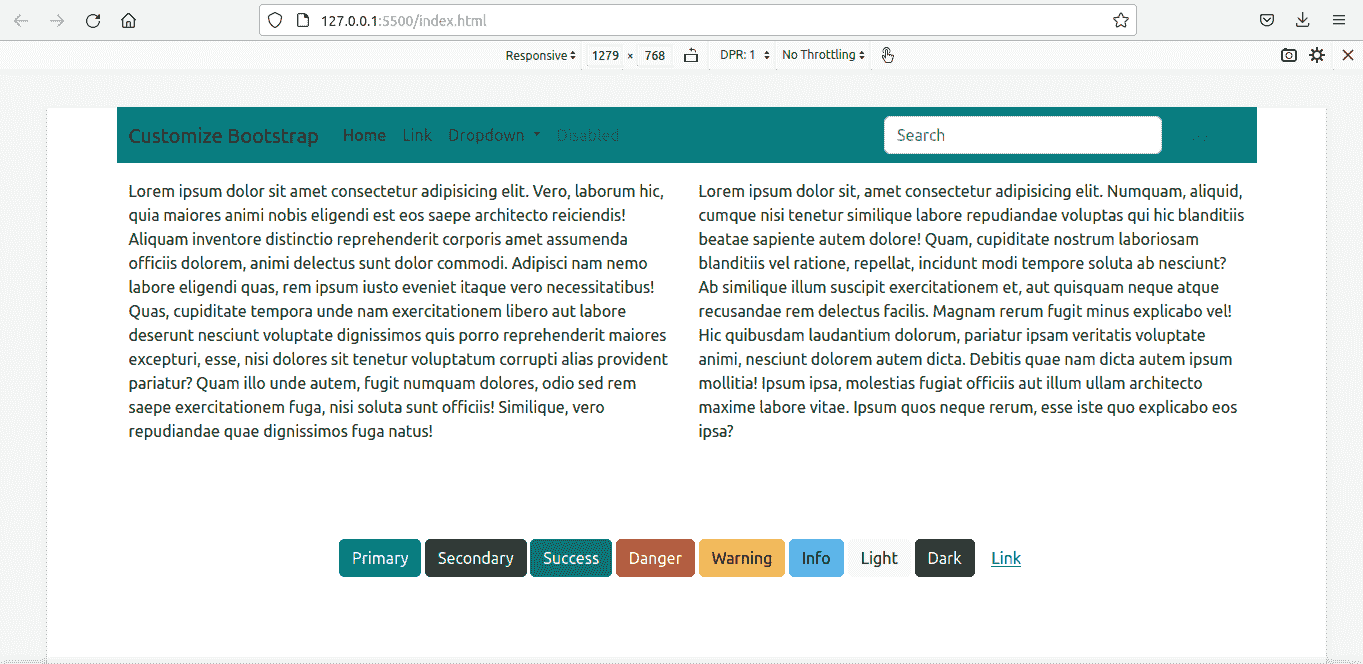 127.0.0.1:5500/index.html
Responsive 1279 × 768 DPR: 1 No Throttling
Customize Bootstrap Home Link Dropdown Disabled Search
Lorem ipsum dolor sit amet consectetur adipisicing elit. Vero, laborum hic,
quia maiores animi nobis eligendi est eos saepe architecto reiciendis!
Aliquam inventore distinctio reprehenderit corporis amet assumenda
officiis dolorem, animi delectus sunt dolor commodi. Adipisci nam nemo
labore eligendi quas, rem ipsum iusto eveniet itaque vero necessitatibus!
Quas, cupiditate tempora unde nam exercitationem libero aut labore
deserunt nesciunt voluptate dignissimos quis porro reprehenderit maiores
excepturi, esse, nisi dolores sit tenetur voluptatum corrupti alias provident
pariatur? Quam illo unde autem, fugit numquam dolores, odio sed rem
saepe exercitationem fuga, nisi soluta sunt officiis! Similique, vero
repudiandae quae dignissimos fuga natus!
Lorem ipsum dolor sit, amet consectetur adipisicing elit. Numquam, aliquid,
cumque nisi tenetur similique labore repudiandae voluptas qui hic blanditiis
beatae sapiente autem dolore! Quam, cupiditate nostrum laboriosam
blanditiis vel ratione, repellat, incidunt modi tempore soluta ab nesciunt?
Ab similique illum suscipit exercitationem et, aut quisquam neque atque
recusandae rem delectus facilis. Magnam rerum fugit minus explicabo vel!
Hic quibusdam laudantium dolorum, pariatur ipsam veritatis voluptate
animi, nesciunt dolorem autem dicta. Debitis quae nam dicta autem ipsum
mollitia! Ipsum ipsa, molestias fugiat officiis aut illum ullam architecto
maxime labore vitae. Ipsum quos neque rerum, esse iste quo explicabo eos
ipsa?
Primary Secondary Success Danger Warning Info Light Dark Link